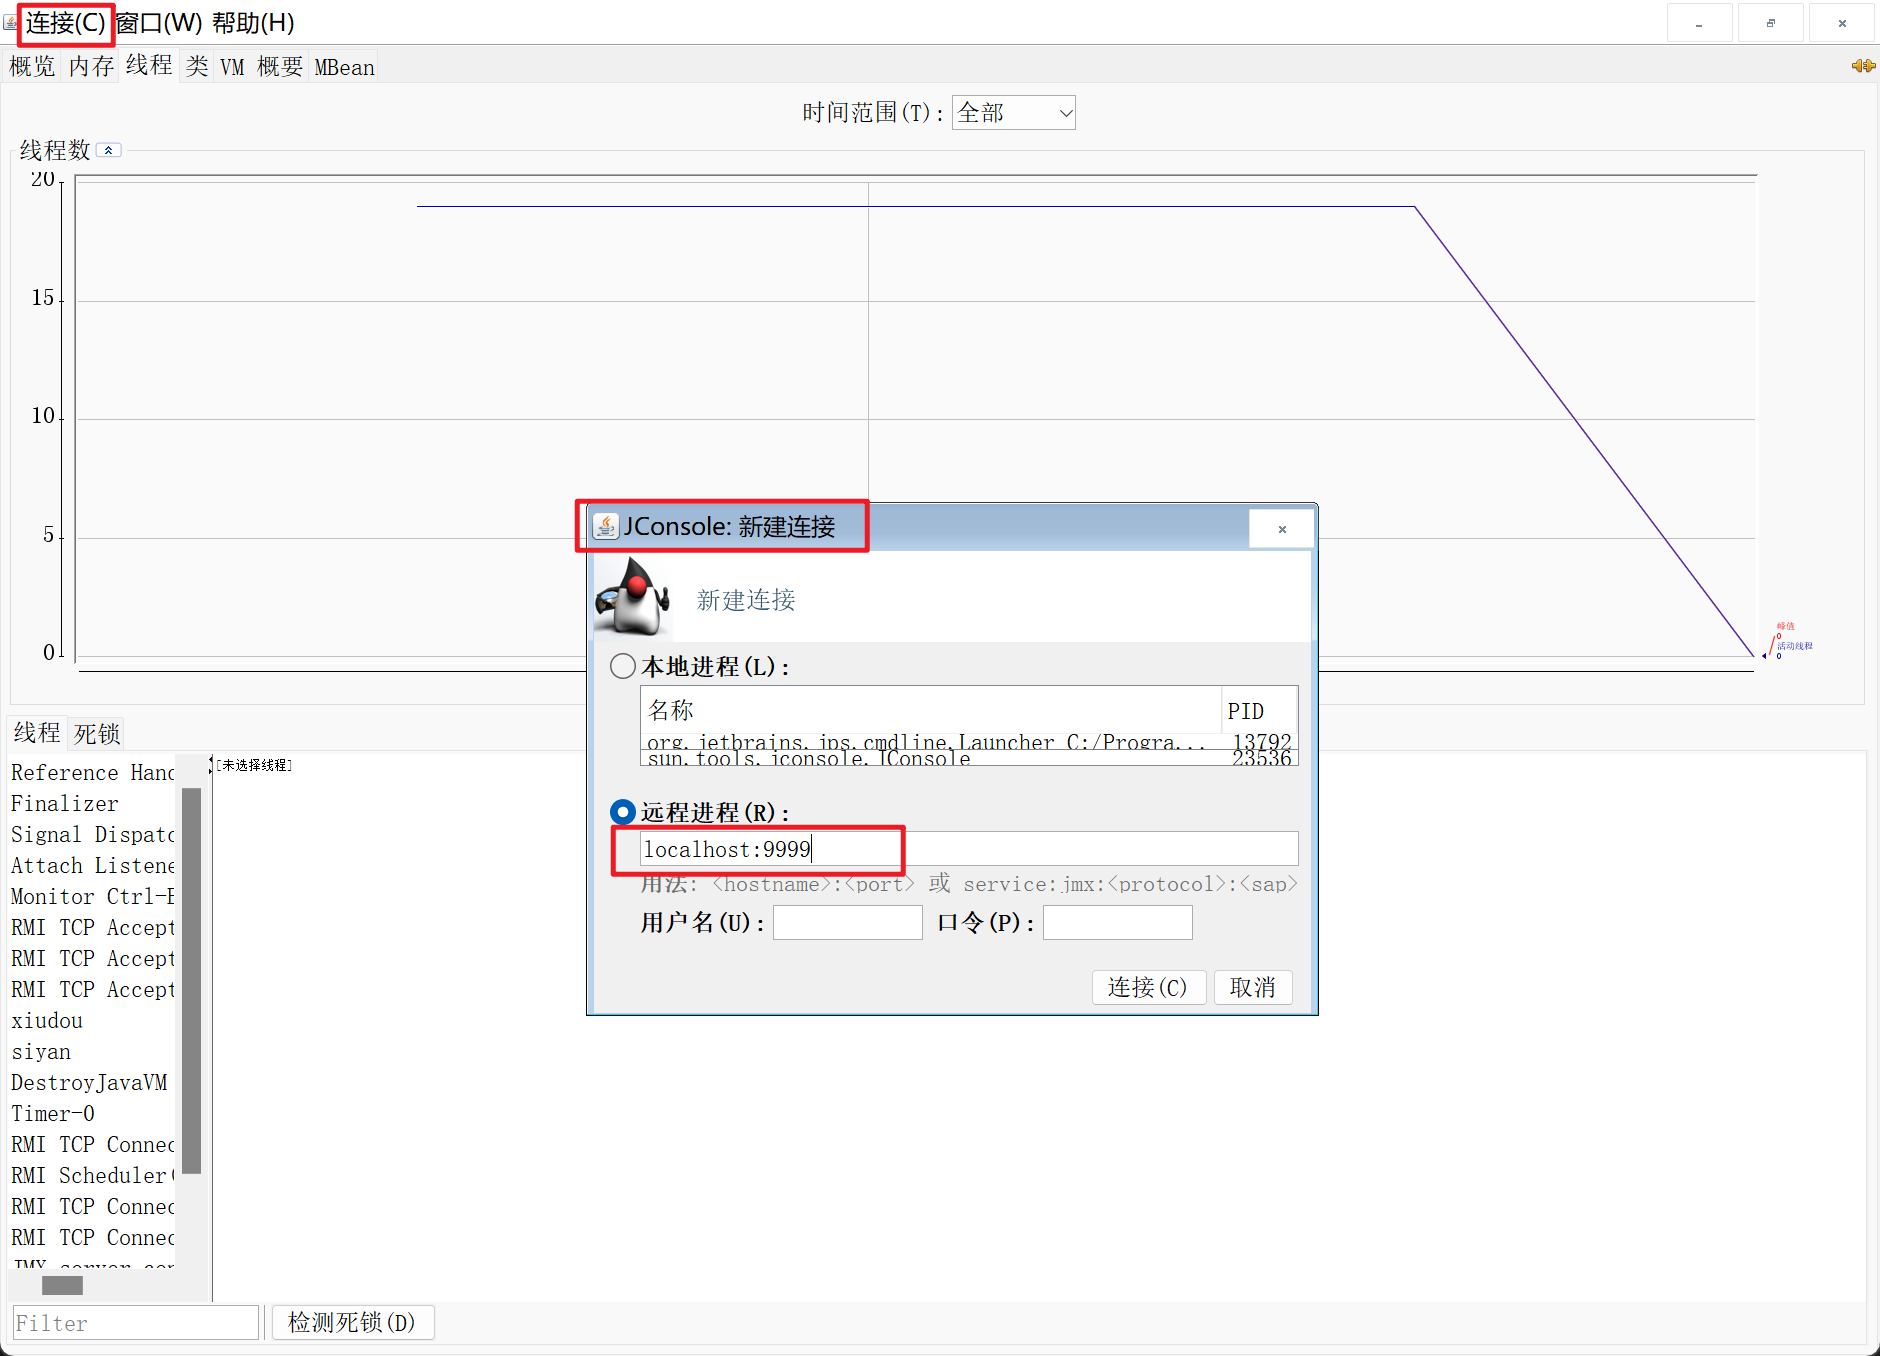 连接(C) 窗口(W) 帮助(H)
概览 内存 线程 类 VM 概要 MBean
时间范围(T): 全部
线程数
20
15
10
5
0
峰值
0
活动线程
0
JConsole: 新建连接
新建连接
本地进程(L):
名称 PID
org.jetbrains.jps.cmdline.Launcher C:/Progra... 13792
sun.tools.jconsole.JConsole 23536
远程进程(R):
localhost:9999
用法: <hostname>:<port> 或 service:jmx:<protocol>:<sap>
用户名(U): 口令(P):
连接(C) 取消
线程 死锁
[未选择线程]
Reference Hand
Finalizer
Signal Dispatc
Attach Listene
Monitor Ctrl-B
RMI TCP Accept
RMI TCP Accept
RMI TCP Accept
xiudou
siyan
DestroyJavaVM
Timer-0
RMI TCP Connec
RMI Scheduler(
RMI TCP Connec
RMI TCP Connec
JMX server con
Filter 检测死锁(D)